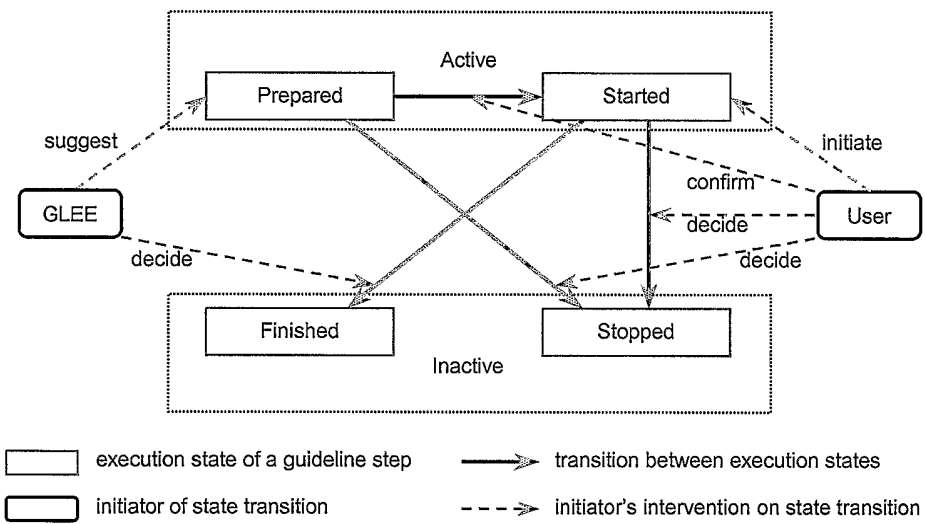 Active
Prepared
Started
suggest
initiate
confirm
GLEE
User
decide
decide
decide
Finished
Stopped
Inactive
execution state of a guideline step
transition between execution states
initiator of state transition
initiator's intervention on state transition